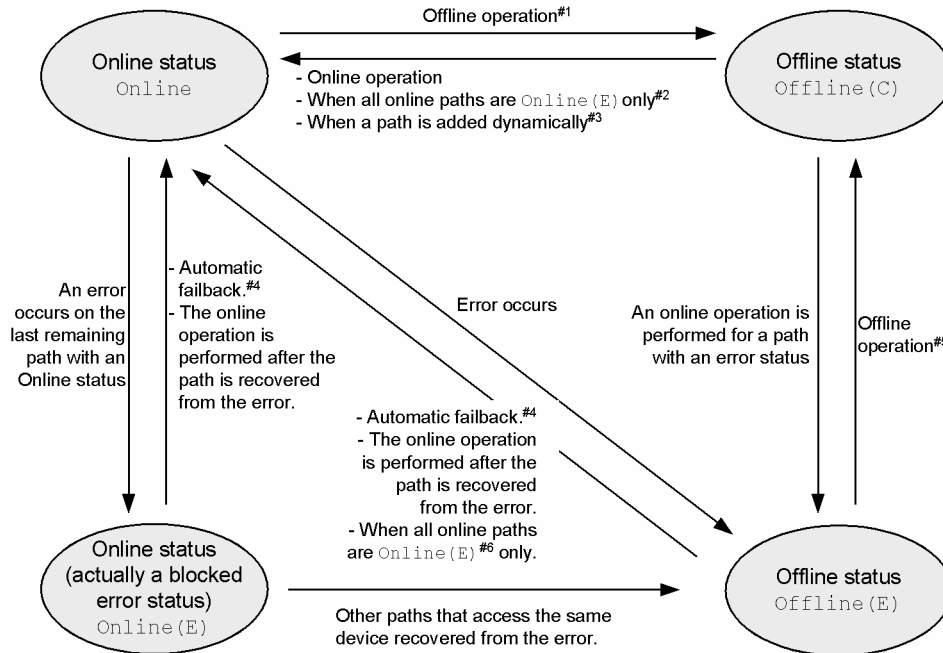 Offline operation#1
Online status
Online
Offline status
Offline(C)
- Online operation
- When all online paths are Online(E) only#2
- When a path is added dynamically#3
An error
occurs on the
last remaining
path with an
Online status
- Automatic
failback.#4
- The online
operation is
performed after the
path is recovered
from the error.
Error occurs
An online operation is
performed for a path
with an error status
Offline
operation#5
- Automatic failback.#4
- The online operation
is performed after the
path is recovered
from the error.
- When all online paths
are Online(E)#6 only.
Online status
(actually a blocked
error status)
Online(E)
Offline status
Offline(E)
Other paths that access the same
device recovered from the error.